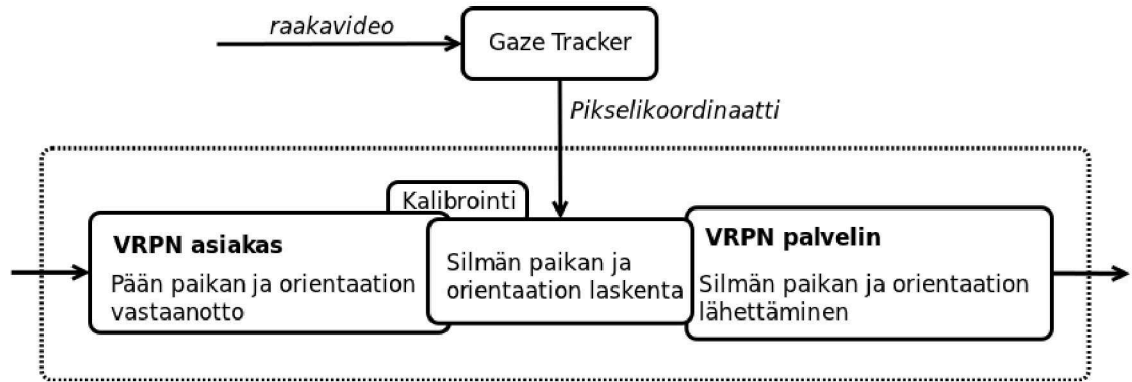 raakavideo
Gaze Tracker
Pikselikoordinaatti
Kalibrointi
VRPN asiakas
Pään paikan ja orientaation
vastaanotto
Silmän paikan ja
orientaation laskenta
VRPN palvelin
Silmän paikan ja orientaation
lähettäminen